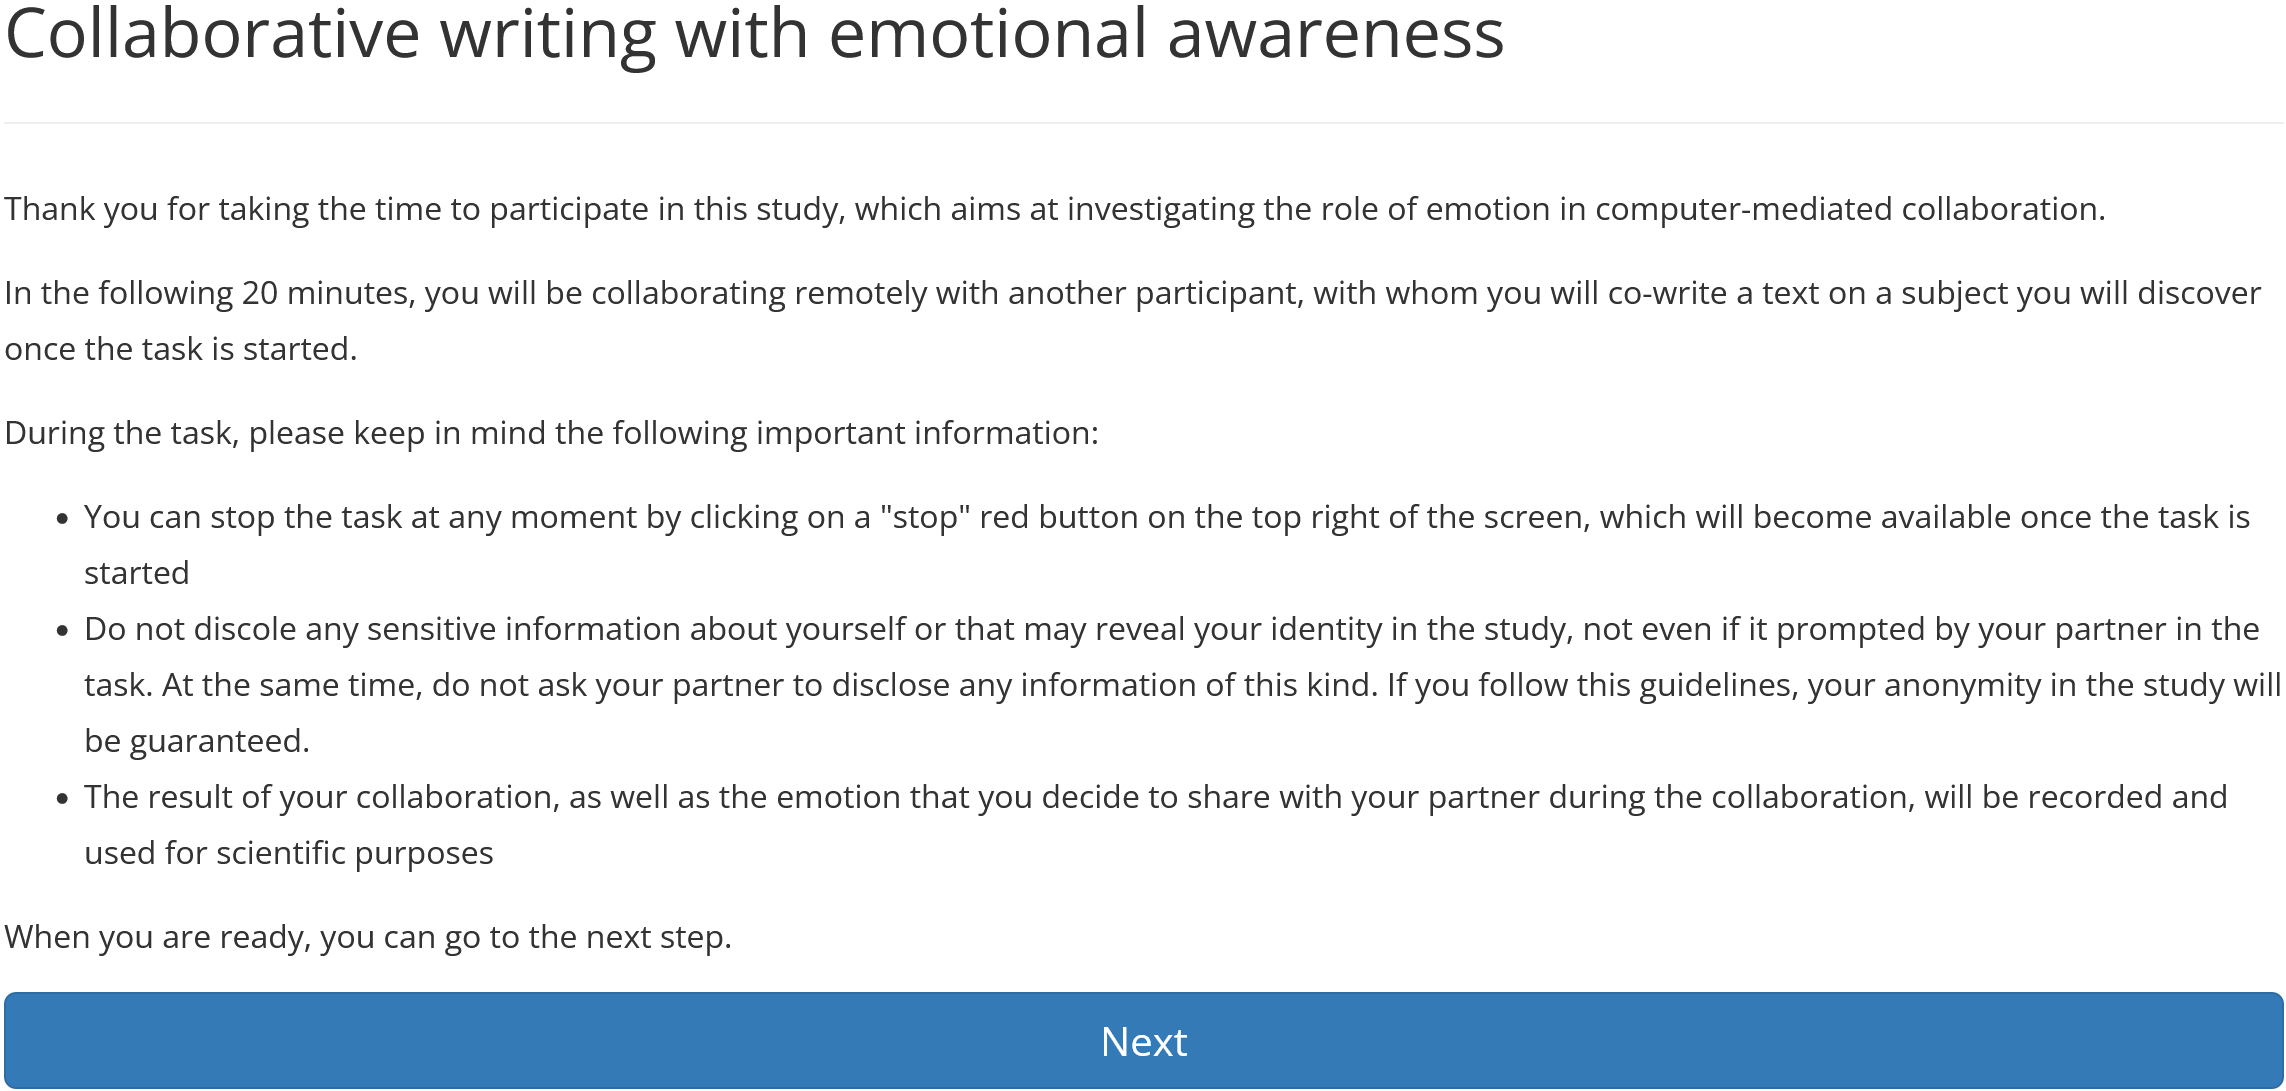 Collaborative writing with emotional awareness
Thank you for taking the time to participate in this study, which aims at investigating the role of emotion in computer-mediated collaboration.
In the following 20 minutes, you will be collaborating remotely with another participant, with whom you will co-write a text on a subject you will discover
once the task is started.
During the task, please keep in mind the following important information:
• You can stop the task at any moment by clicking on a "stop" red button on the top right of the screen, which will become available once the task is
started
• Do not discole any sensitive information about yourself or that may reveal your identity in the study, not even if it prompted by your partner in the
task. At the same time, do not ask your partner to disclose any information of this kind. If you follow this guidelines, your anonymity in the study will
be guaranteed.
• The result of your collaboration, as well as the emotion that you decide to share with your partner during the collaboration, will be recorded and
used for scientific purposes
When you are ready, you can go to the next step.
Next